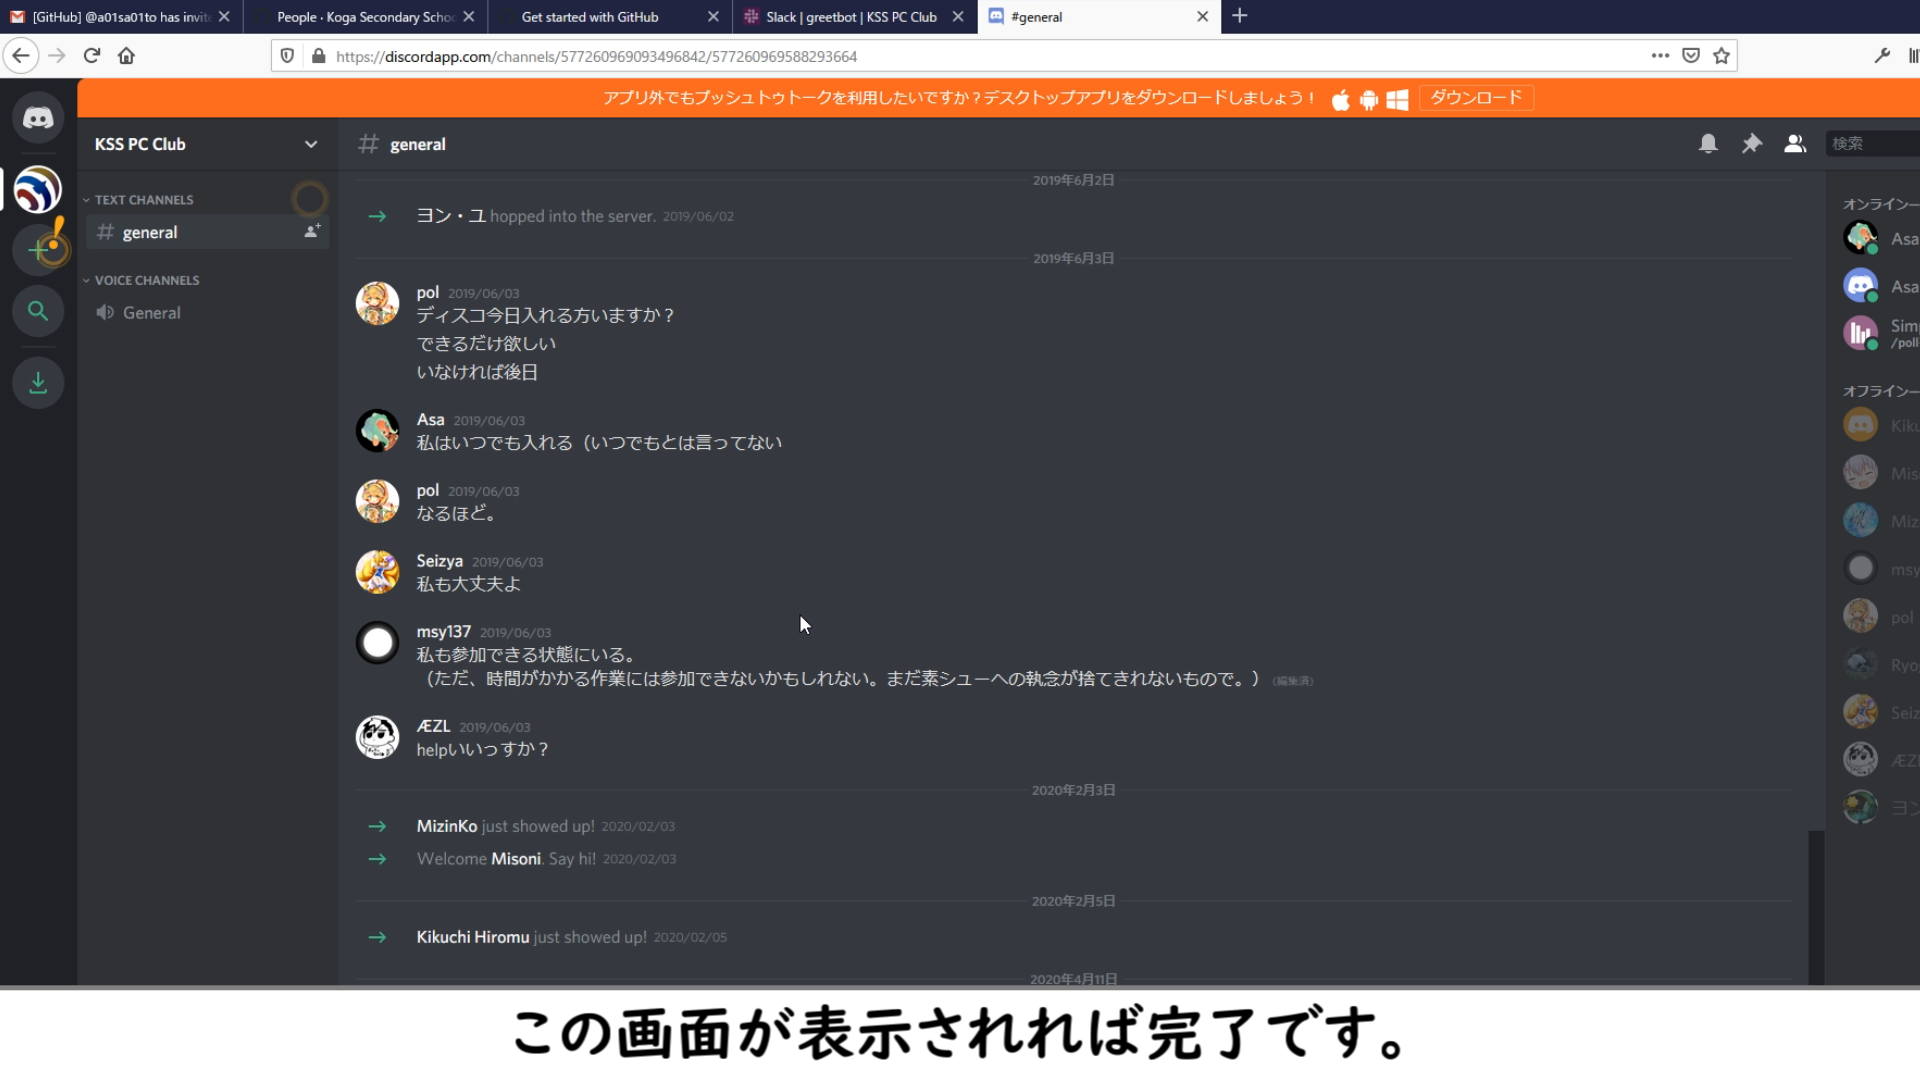 [GitHub] @a01sa01to has invite
People · Koga Secondary Schoo
Get started with GitHub
Slack | greetbot | KSS PC Club
#general
https://discordapp.com/channels/577260969093496842/577260969588293664
アプリ外でもプッシュトゥトークを利用したいですか？デスクトップアプリをダウンロードしましょう！
ダウンロード
KSS PC Club
general
検索
TEXT CHANNELS
general
VOICE CHANNELS
General
2019年6月2日
ヨン・ユ hopped into the server. 2019/06/02
2019年6月3日
pol 2019/06/03
ディスコ今日入れる方いますか？
できるだけ欲しい
いなければ後日
Asa 2019/06/03
私はいつでも入れる（いつでもとは言ってない
pol 2019/06/03
なるほど。
Seizya 2019/06/03
私も大丈夫よ
msy137 2019/06/03
私も参加できる状態にいる。
（ただ、時間がかかる作業には参加できないかもしれない。まだ素シューへの執念が捨てきれないもので。）(編集済)
ÆZL 2019/06/03
helpいいっすか？
2020年2月3日
MizinKo just showed up! 2020/02/03
Welcome Misoni. Say hi! 2020/02/03
2020年2月5日
Kikuchi Hiromu just showed up! 2020/02/05
2020年4月11日
オンライン—
Asa
Asa
Simp
/poll
オフライン—
Kiku
Mis
Miz
msy
pol
Ryo
Seiz
ÆZL
ヨン
この画面が表示されれば完了です。